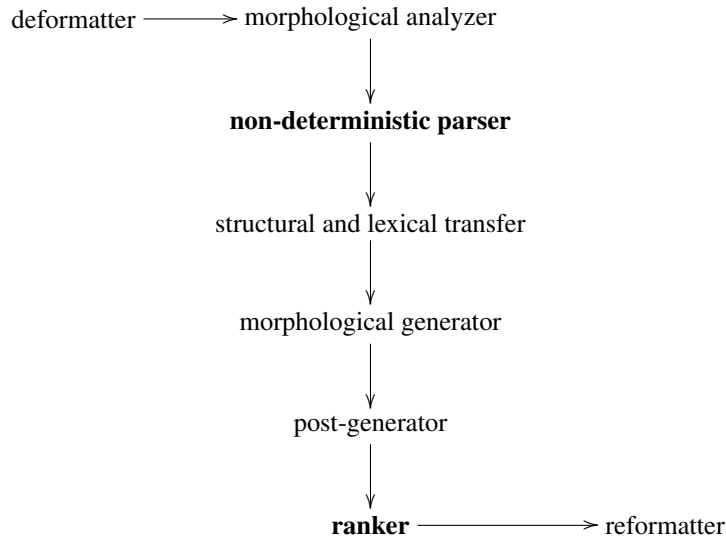 deformatter
morphological analyzer
non-deterministic parser
structural and lexical transfer
morphological generator
post-generator
ranker
reformatter